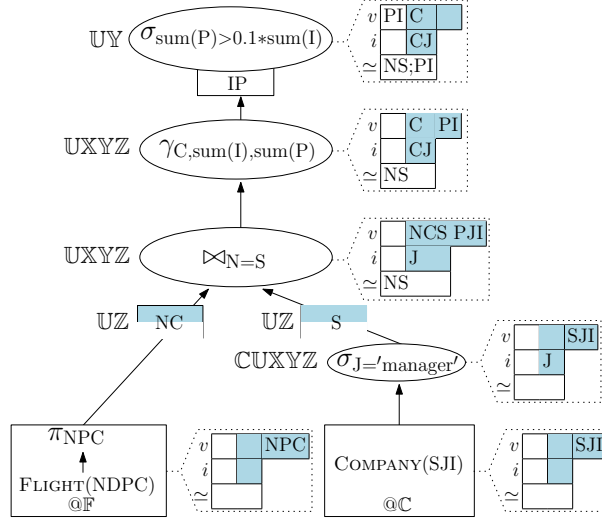 𝕌𝕐 σsum(P)>0.1*sum(I)
v PI C
i CJ
≃ NS;PI
IP
𝕌𝕏𝕐ℤ γC,sum(I),sum(P)
v C PI
i CJ
≃ NS
𝕌𝕏𝕐ℤ ⋈N=S
v NCS PJI
i J
≃ NS
𝕌ℤ NC 𝕌ℤ S
ℂ𝕌𝕏𝕐ℤ σJ='manager'
v SJI
i J
≃
πNPC
FLIGHT(NDPC)
@𝔽
v NPC
i
≃
COMPANY(SJI)
@ℂ
v SJI
i
≃